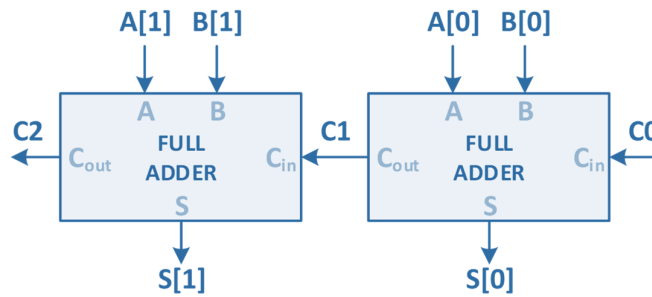 A[1] B[1] A[0] B[0]
A B A B
C2 FULL C1 FULL C0
Cout ADDER Cin Cout ADDER Cin
S S
S[1] S[0]